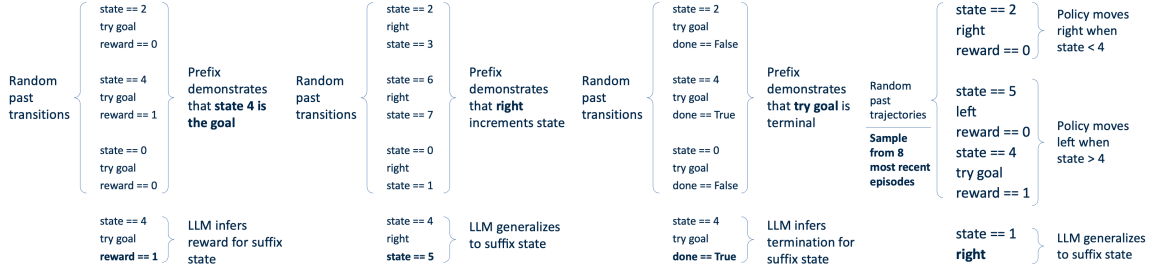 Random
past
transitions
state == 2
try goal
reward == 0
state == 4
try goal
reward == 1
state == 0
try goal
reward == 0
Prefix
demonstrates
that state 4 is
the goal
state == 4
try goal
reward == 1
LLM infers
reward for suffix
state
Random
past
transitions
state == 2
right
state == 3
state == 6
right
state == 7
state == 0
right
state == 1
Prefix
demonstrates
that right
increments state
state == 4
right
state == 5
LLM generalizes
to suffix state
Random
past
transitions
state == 2
try goal
done == False
state == 4
try goal
done == True
state == 0
try goal
done == False
Prefix
demonstrates
that try goal is
terminal
state == 4
try goal
done == True
LLM infers
termination for
suffix state
Random
past
trajectories
Sample
from 8
most recent
episodes
state == 2
right
reward == 0
Policy moves
right when
state < 4
state == 5
left
reward == 0
state == 4
try goal
reward == 1
Policy moves
left when
state > 4
state == 1
right
LLM generalizes
to suffix state